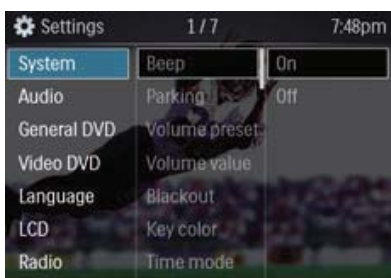 Settings 1/7 7:48pm
System Beep On
Audio Parking Off
General DVD Volume preset
Video DVD Volume value
Language Blackout
LCD Key color
Radio Time mode